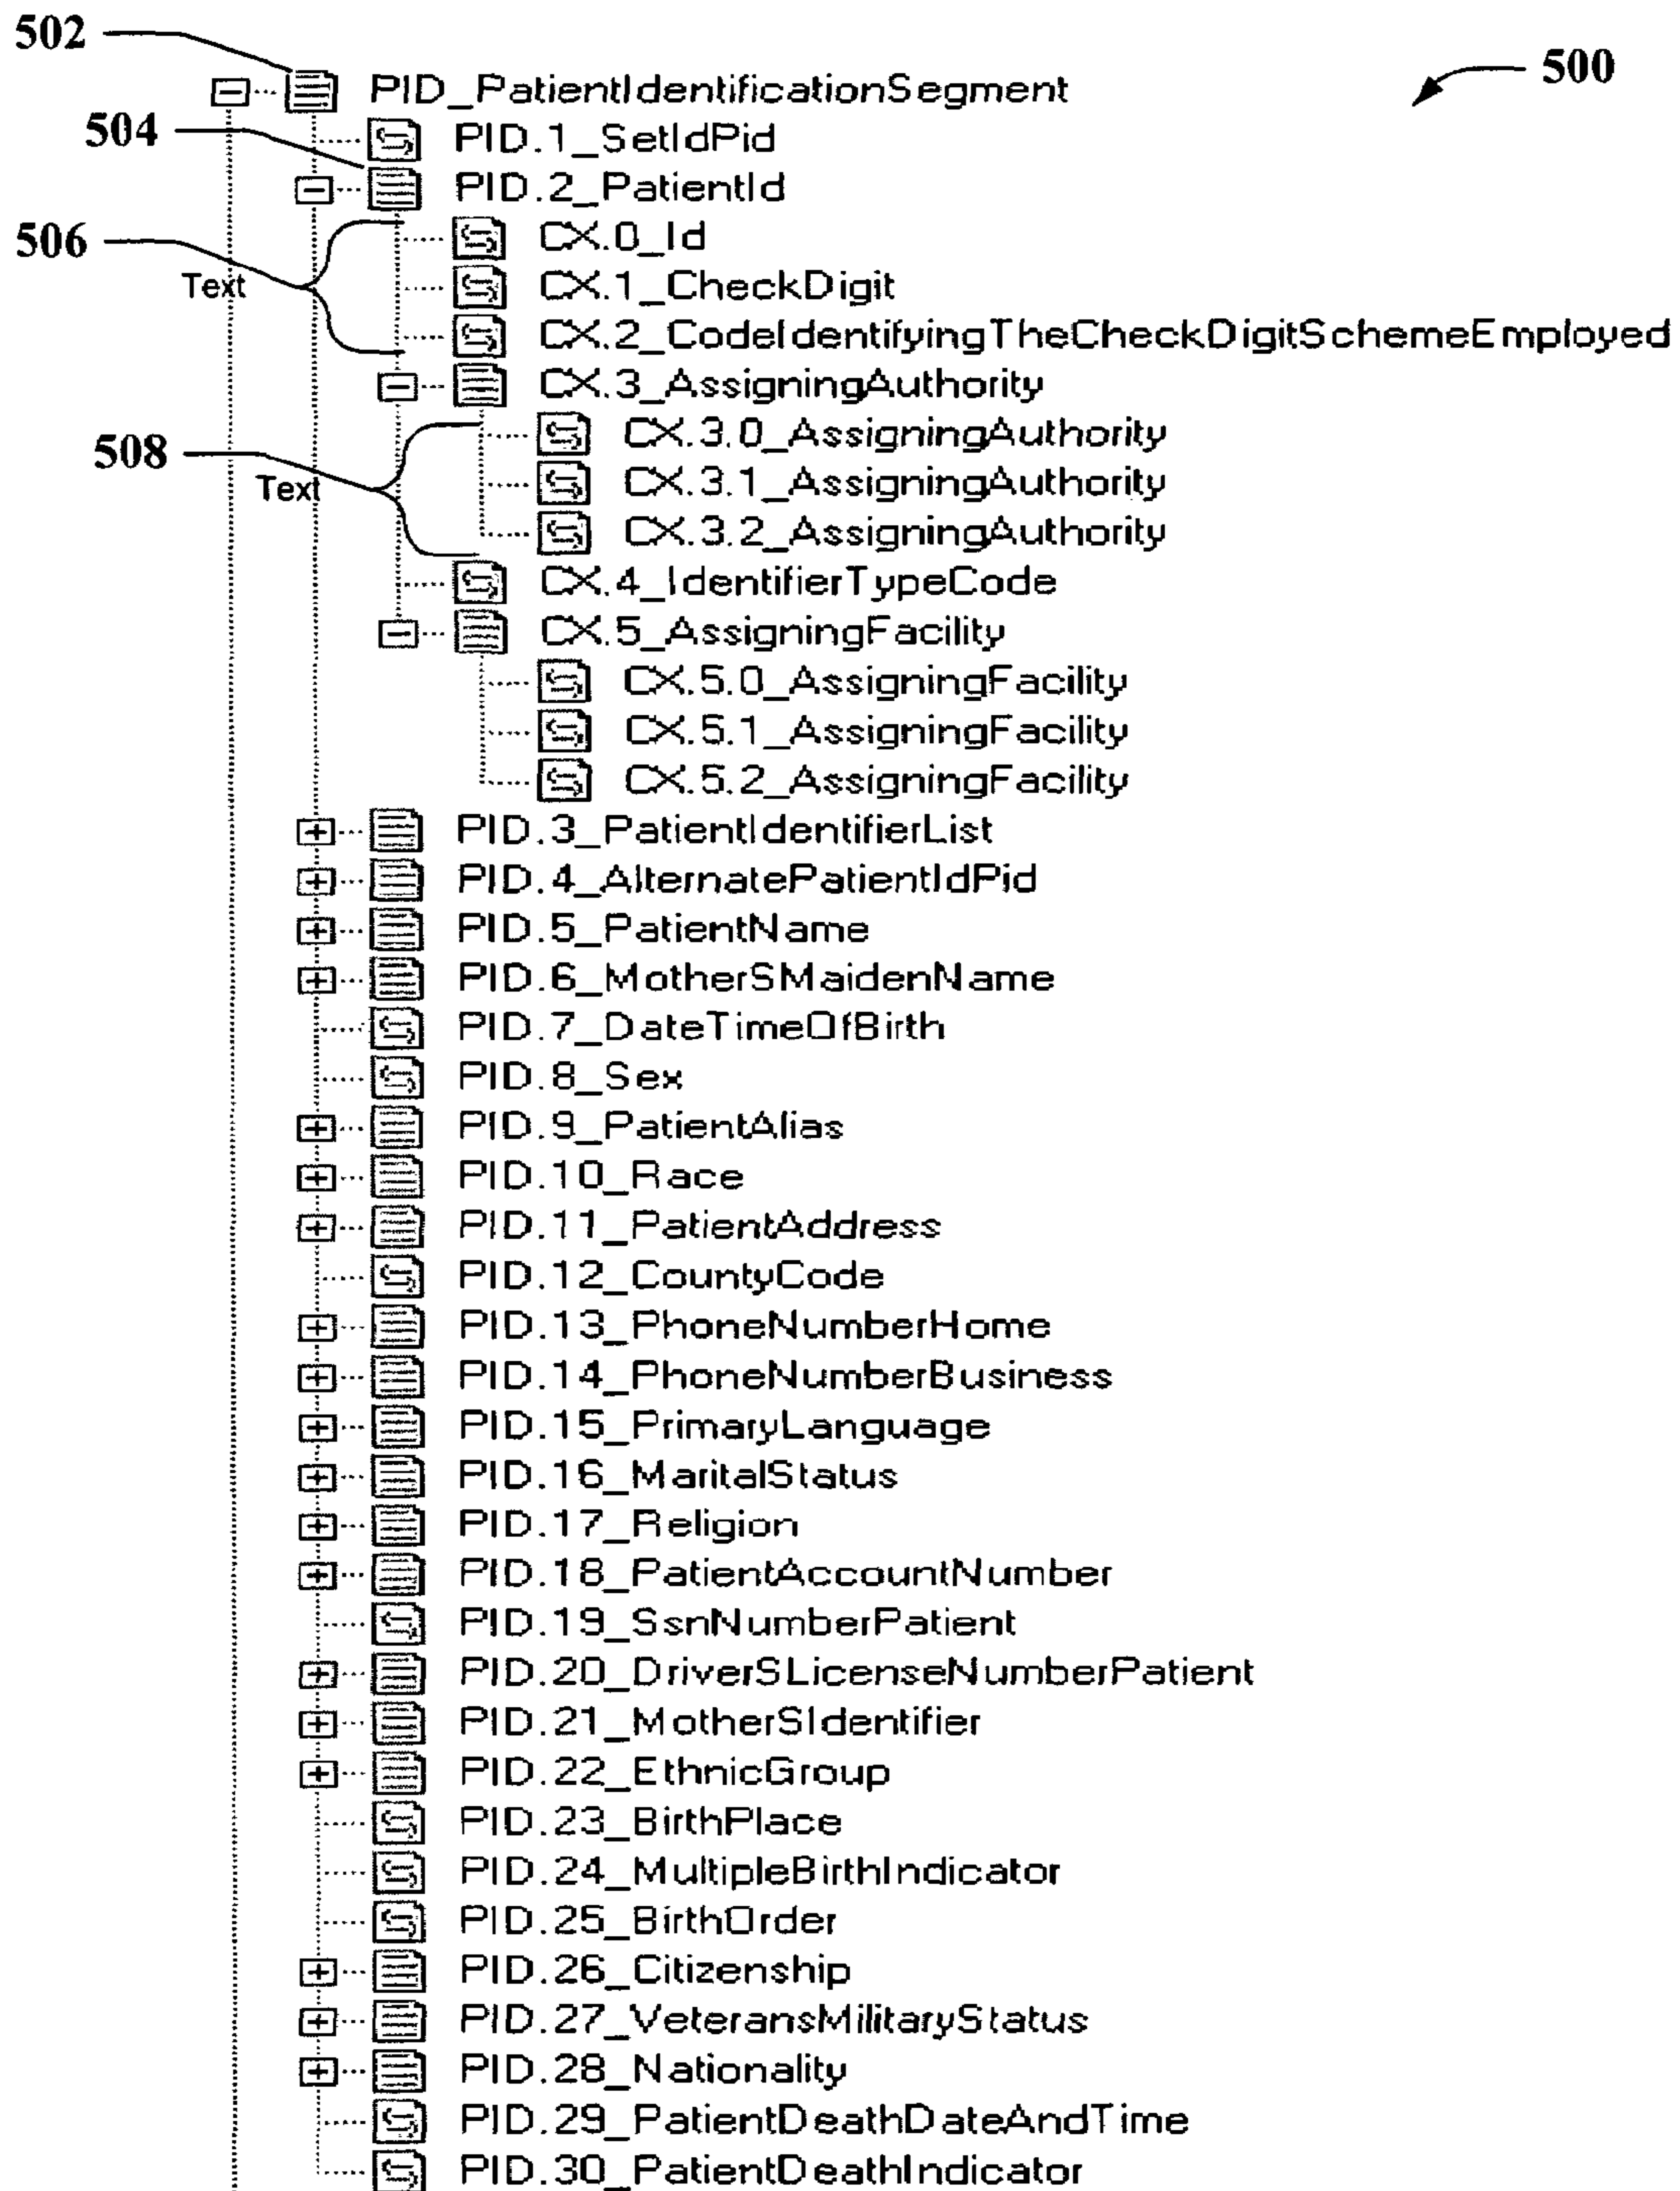 502
500
PID_PatientIdentificationSegment
504
PID.1_SetIdPid
PID.2_PatientId
506
CX.0_Id
Text
CX.1_CheckDigit
CX.2_CodeIdentifyingTheCheckDigitSchemeEmployed
CX.3_AssigningAuthority
508
CX.3.0_AssigningAuthority
Text
CX.3.1_AssigningAuthority
CX.3.2_AssigningAuthority
CX.4_IdentifierTypeCode
CX.5_AssigningFacility
CX.5.0_AssigningFacility
CX.5.1_AssigningFacility
CX.5.2_AssigningFacility
PID.3_PatientIdentifierList
PID.4_AlternatePatientIdPid
PID.5_PatientName
PID.6_MotherSMaidenName
PID.7_DateTimeOfBirth
PID.8_Sex
PID.9_PatientAlias
PID.10_Race
PID.11_PatientAddress
PID.12_CountyCode
PID.13_PhoneNumberHome
PID.14_PhoneNumberBusiness
PID.15_PrimaryLanguage
PID.16_MaritalStatus
PID.17_Religion
PID.18_PatientAccountNumber
PID.19_SsnNumberPatient
PID.20_DriverSLicenseNumberPatient
PID.21_MotherSIdentifier
PID.22_EthnicGroup
PID.23_BirthPlace
PID.24_MultipleBirthIndicator
PID.25_BirthOrder
PID.26_Citizenship
PID.27_VeteransMilitaryStatus
PID.28_Nationality
PID.29_PatientDeathDateAndTime
PID.30_PatientDeathIndicator